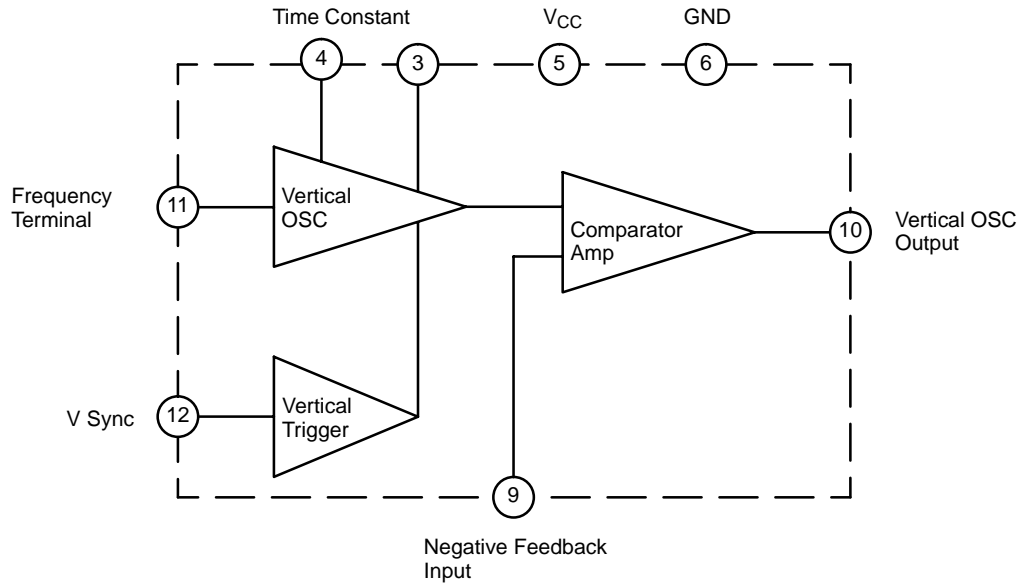 Time Constant
V_CC
GND
4
3
5
6
Frequency
Terminal
11
Vertical
OSC
Comparator
Amp
10
Vertical OSC
Output
V Sync
12
Vertical
Trigger
9
Negative Feedback
Input